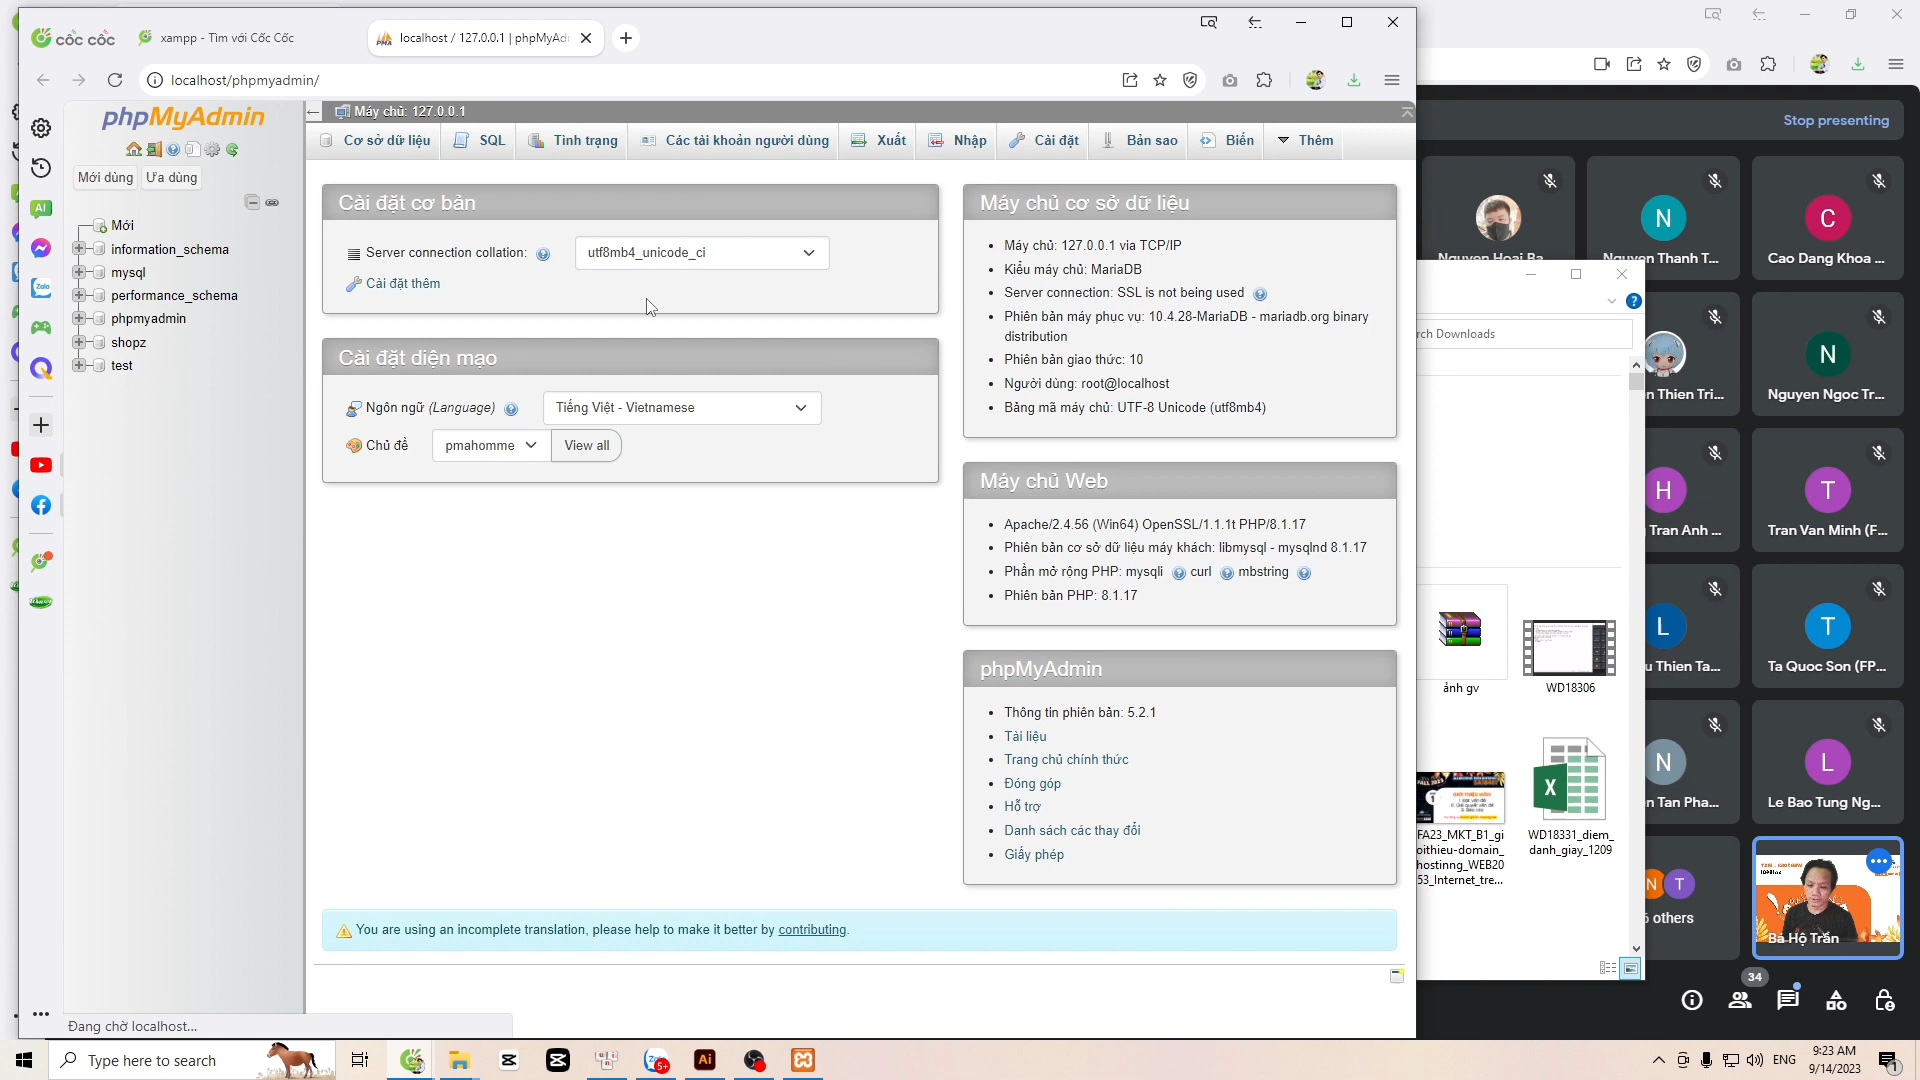 cốc cốc
xampp - Tìm với Cốc Cốc
localhost / 127.0.0.1 | phpMyAdn
localhost/phpmyadmin/
phpMyAdmin
Mới dùng
Ưa dùng
Mới
information_schema
mysql
performance_schema
phpmyadmin
shopz
test
Máy chủ: 127.0.0.1
Cơ sở dữ liệu
SQL
Tình trạng
Các tài khoản người dùng
Xuất
Nhập
Cài đặt
Bản sao
Biến
Thêm
Cài đặt cơ bản
Server connection collation:
utf8mb4_unicode_ci
Cài đặt thêm
Cài đặt diện mạo
Ngôn ngữ (Language)
Tiếng Việt - Vietnamese
Chủ đề
pmahomme
View all
Máy chủ cơ sở dữ liệu
Máy chủ: 127.0.0.1 via TCP/IP
Kiểu máy chủ: MariaDB
Server connection: SSL is not being used
Phiên bản máy phục vụ: 10.4.28-MariaDB - mariadb.org binary
distribution
Phiên bản giao thức: 10
Người dùng: root@localhost
Bảng mã máy chủ: UTF-8 Unicode (utf8mb4)
Máy chủ Web
Apache/2.4.56 (Win64) OpenSSL/1.1.1t PHP/8.1.17
Phiên bản cơ sở dữ liệu máy khách: libmysql - mysqlnd 8.1.17
Phần mở rộng PHP: mysqli curl mbstring
Phiên bản PHP: 8.1.17
phpMyAdmin
Thông tin phiên bản: 5.2.1
Tài liệu
Trang chủ chính thức
Đóng góp
Hỗ trợ
Danh sách các thay đổi
Giấy phép
You are using an incomplete translation, please help to make it better by contributing.
Đang chờ localhost...
Stop presenting
Nguyen Hoai Ba
N
Nguyen Thanh T...
C
Cao Dang Khoa ...
rch Downloads
n Thien Tri...
N
Nguyen Ngoc Tr...
H
Tran Anh ...
T
Tran Van Minh (F...
L
u Thien Ta...
T
Ta Quoc Son (FP...
N
n Tan Pha...
L
Le Bao Tung Ng...
N T
6 others
Bá Hộ Trần
ảnh gv
WD18306
GIỚI THIỆU MÔN
FA23_MKT_B1_gi
oithieu-domain_
hostinng_WEB20
53_Internet_tre...
WD18331_diem_
danh_giay_1209
34
Type here to search
Ai
5+
ENG
9:23 AM
9/14/2023
1